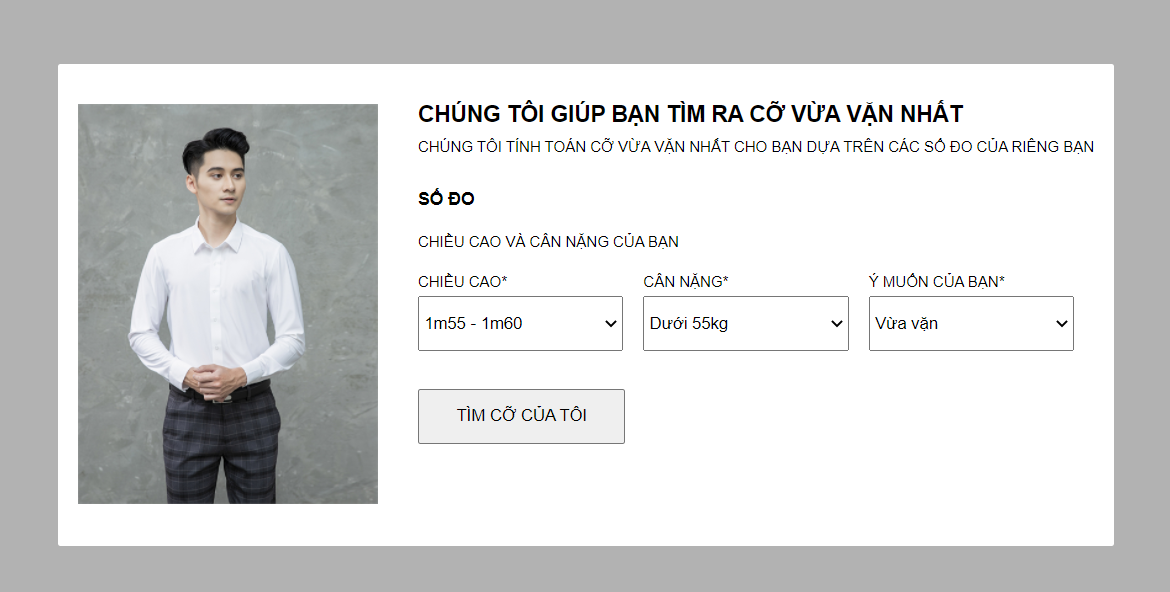 CHÚNG TÔI GIÚP BẠN TÌM RA CỠ VỪA VẶN NHẤT
CHÚNG TÔI TÍNH TOÁN CỠ VỪA VẶN NHẤT CHO BẠN DỰA TRÊN CÁC SỐ ĐO CỦA RIÊNG BẠN
SỐ ĐO
CHIỀU CAO VÀ CÂN NẶNG CỦA BẠN
CHIỀU CAO* CÂN NẶNG* Ý MUỐN CỦA BẠN*
1m55 - 1m60 Dưới 55kg Vừa vặn
TÌM CỠ CỦA TÔI